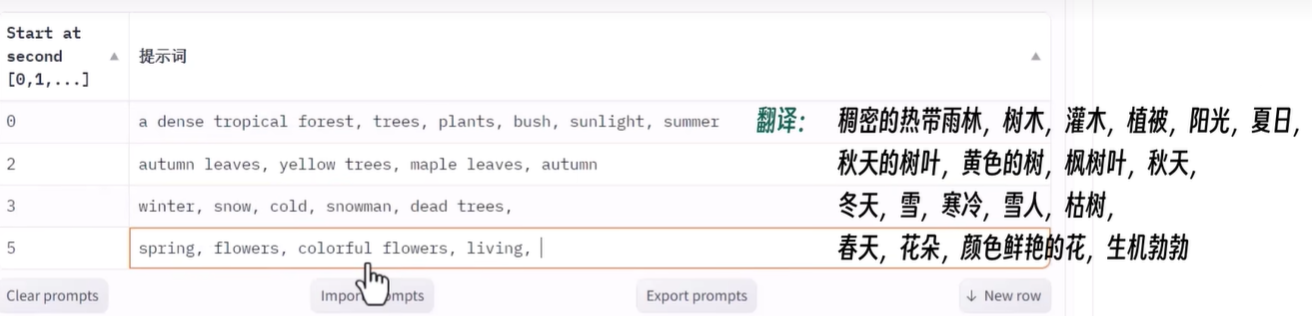 Start at
second
[0,1,...]
提示词
0 a dense tropical forest, trees, plants, bush, sunlight, summer 翻译: 稠密的热带雨林, 树木, 灌木, 植被, 阳光, 夏日,
2 autumn leaves, yellow trees, maple leaves, autumn 秋天的树叶, 黄色的树, 枫树叶, 秋天,
3 winter, snow, cold, snowman, dead trees, 冬天, 雪, 寒冷, 雪人, 枯树,
5 spring, flowers, colorful flowers, living, 春天, 花朵, 颜色鲜艳的花, 生机勃勃
Clear prompts Import prompts Export prompts ↓ New row